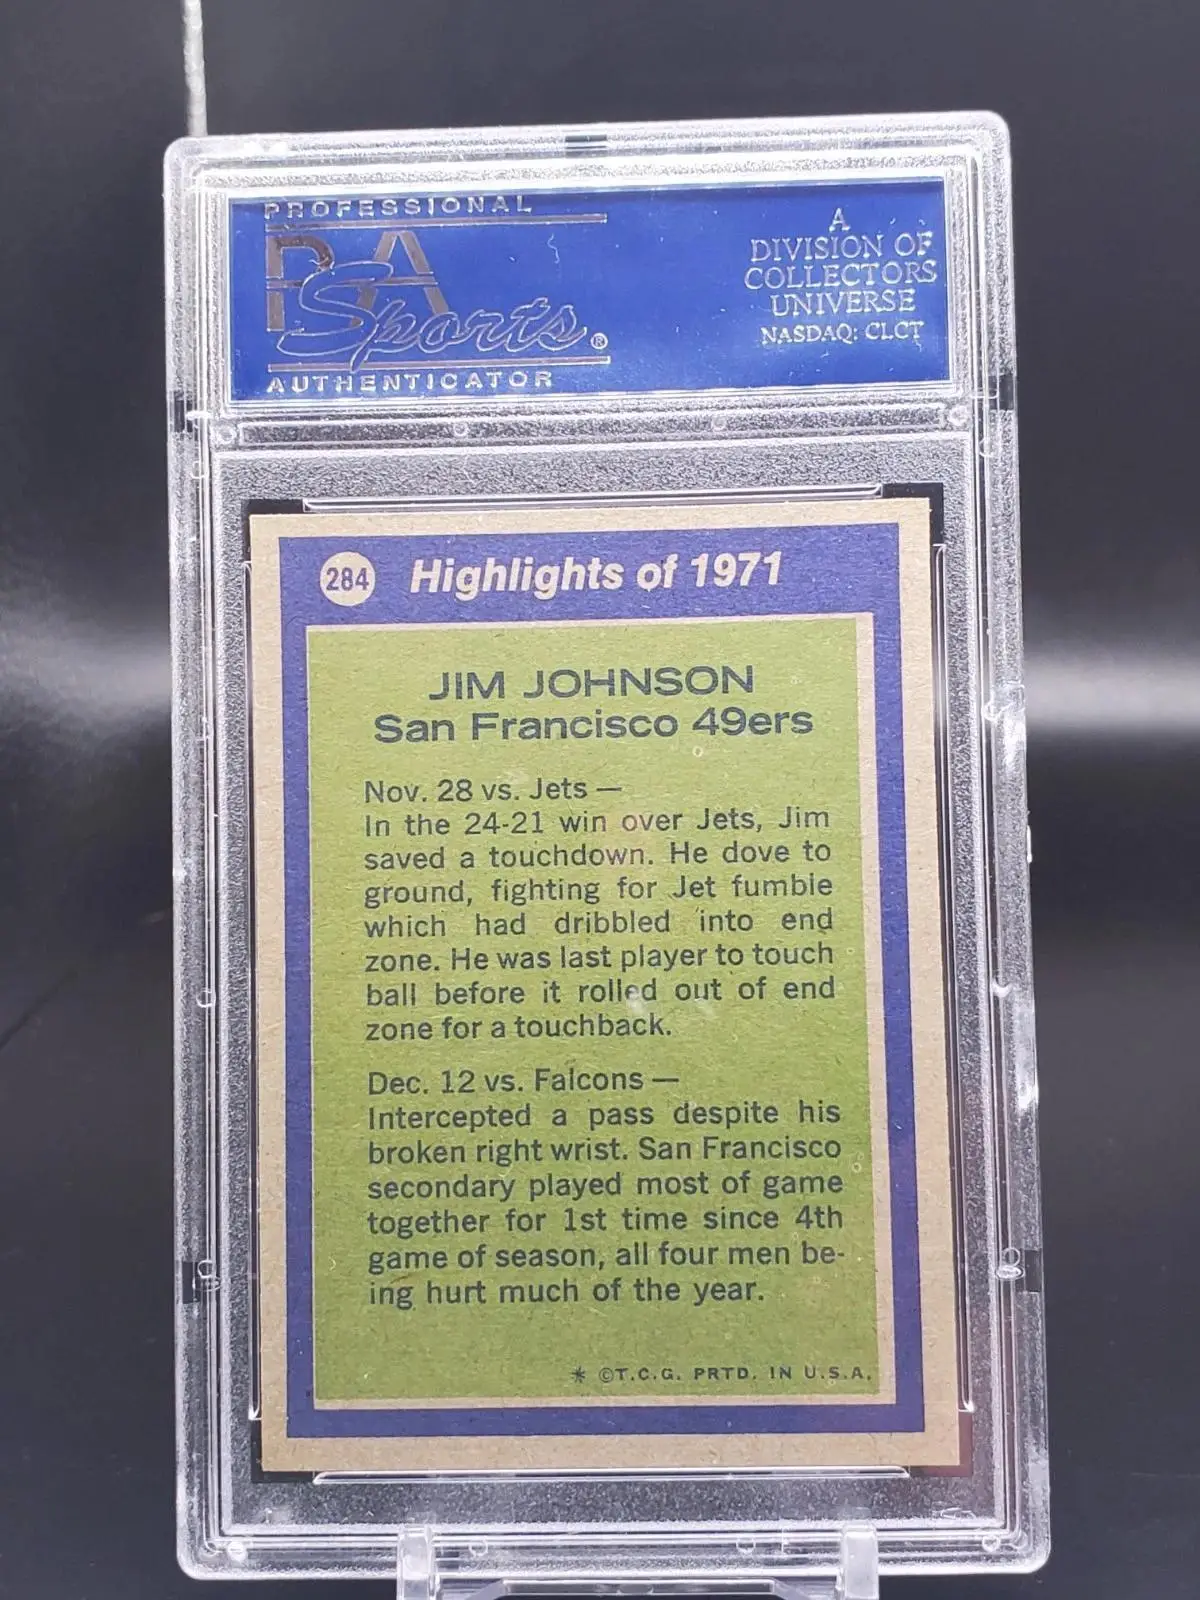 PROFESSIONAL
PSA
Sports®
AUTHENTICATOR
A
DIVISION OF
COLLECTORS
UNIVERSE
NASDAQ: CLCT
284 Highlights of 1971
JIM JOHNSON
San Francisco 49ers
Nov. 28 vs. Jets —
In the 24-21 win over Jets, Jim
saved a touchdown. He dove to
ground, fighting for Jet fumble
which had dribbled into end
zone. He was last player to touch
ball before it rolled out of end
zone for a touchback.
Dec. 12 vs. Falcons —
Intercepted a pass despite his
broken right wrist. San Francisco
secondary played most of game
together for 1st time since 4th
game of season, all four men be-
ing hurt much of the year.
* ©T.C.G. PRTD. IN U.S.A.